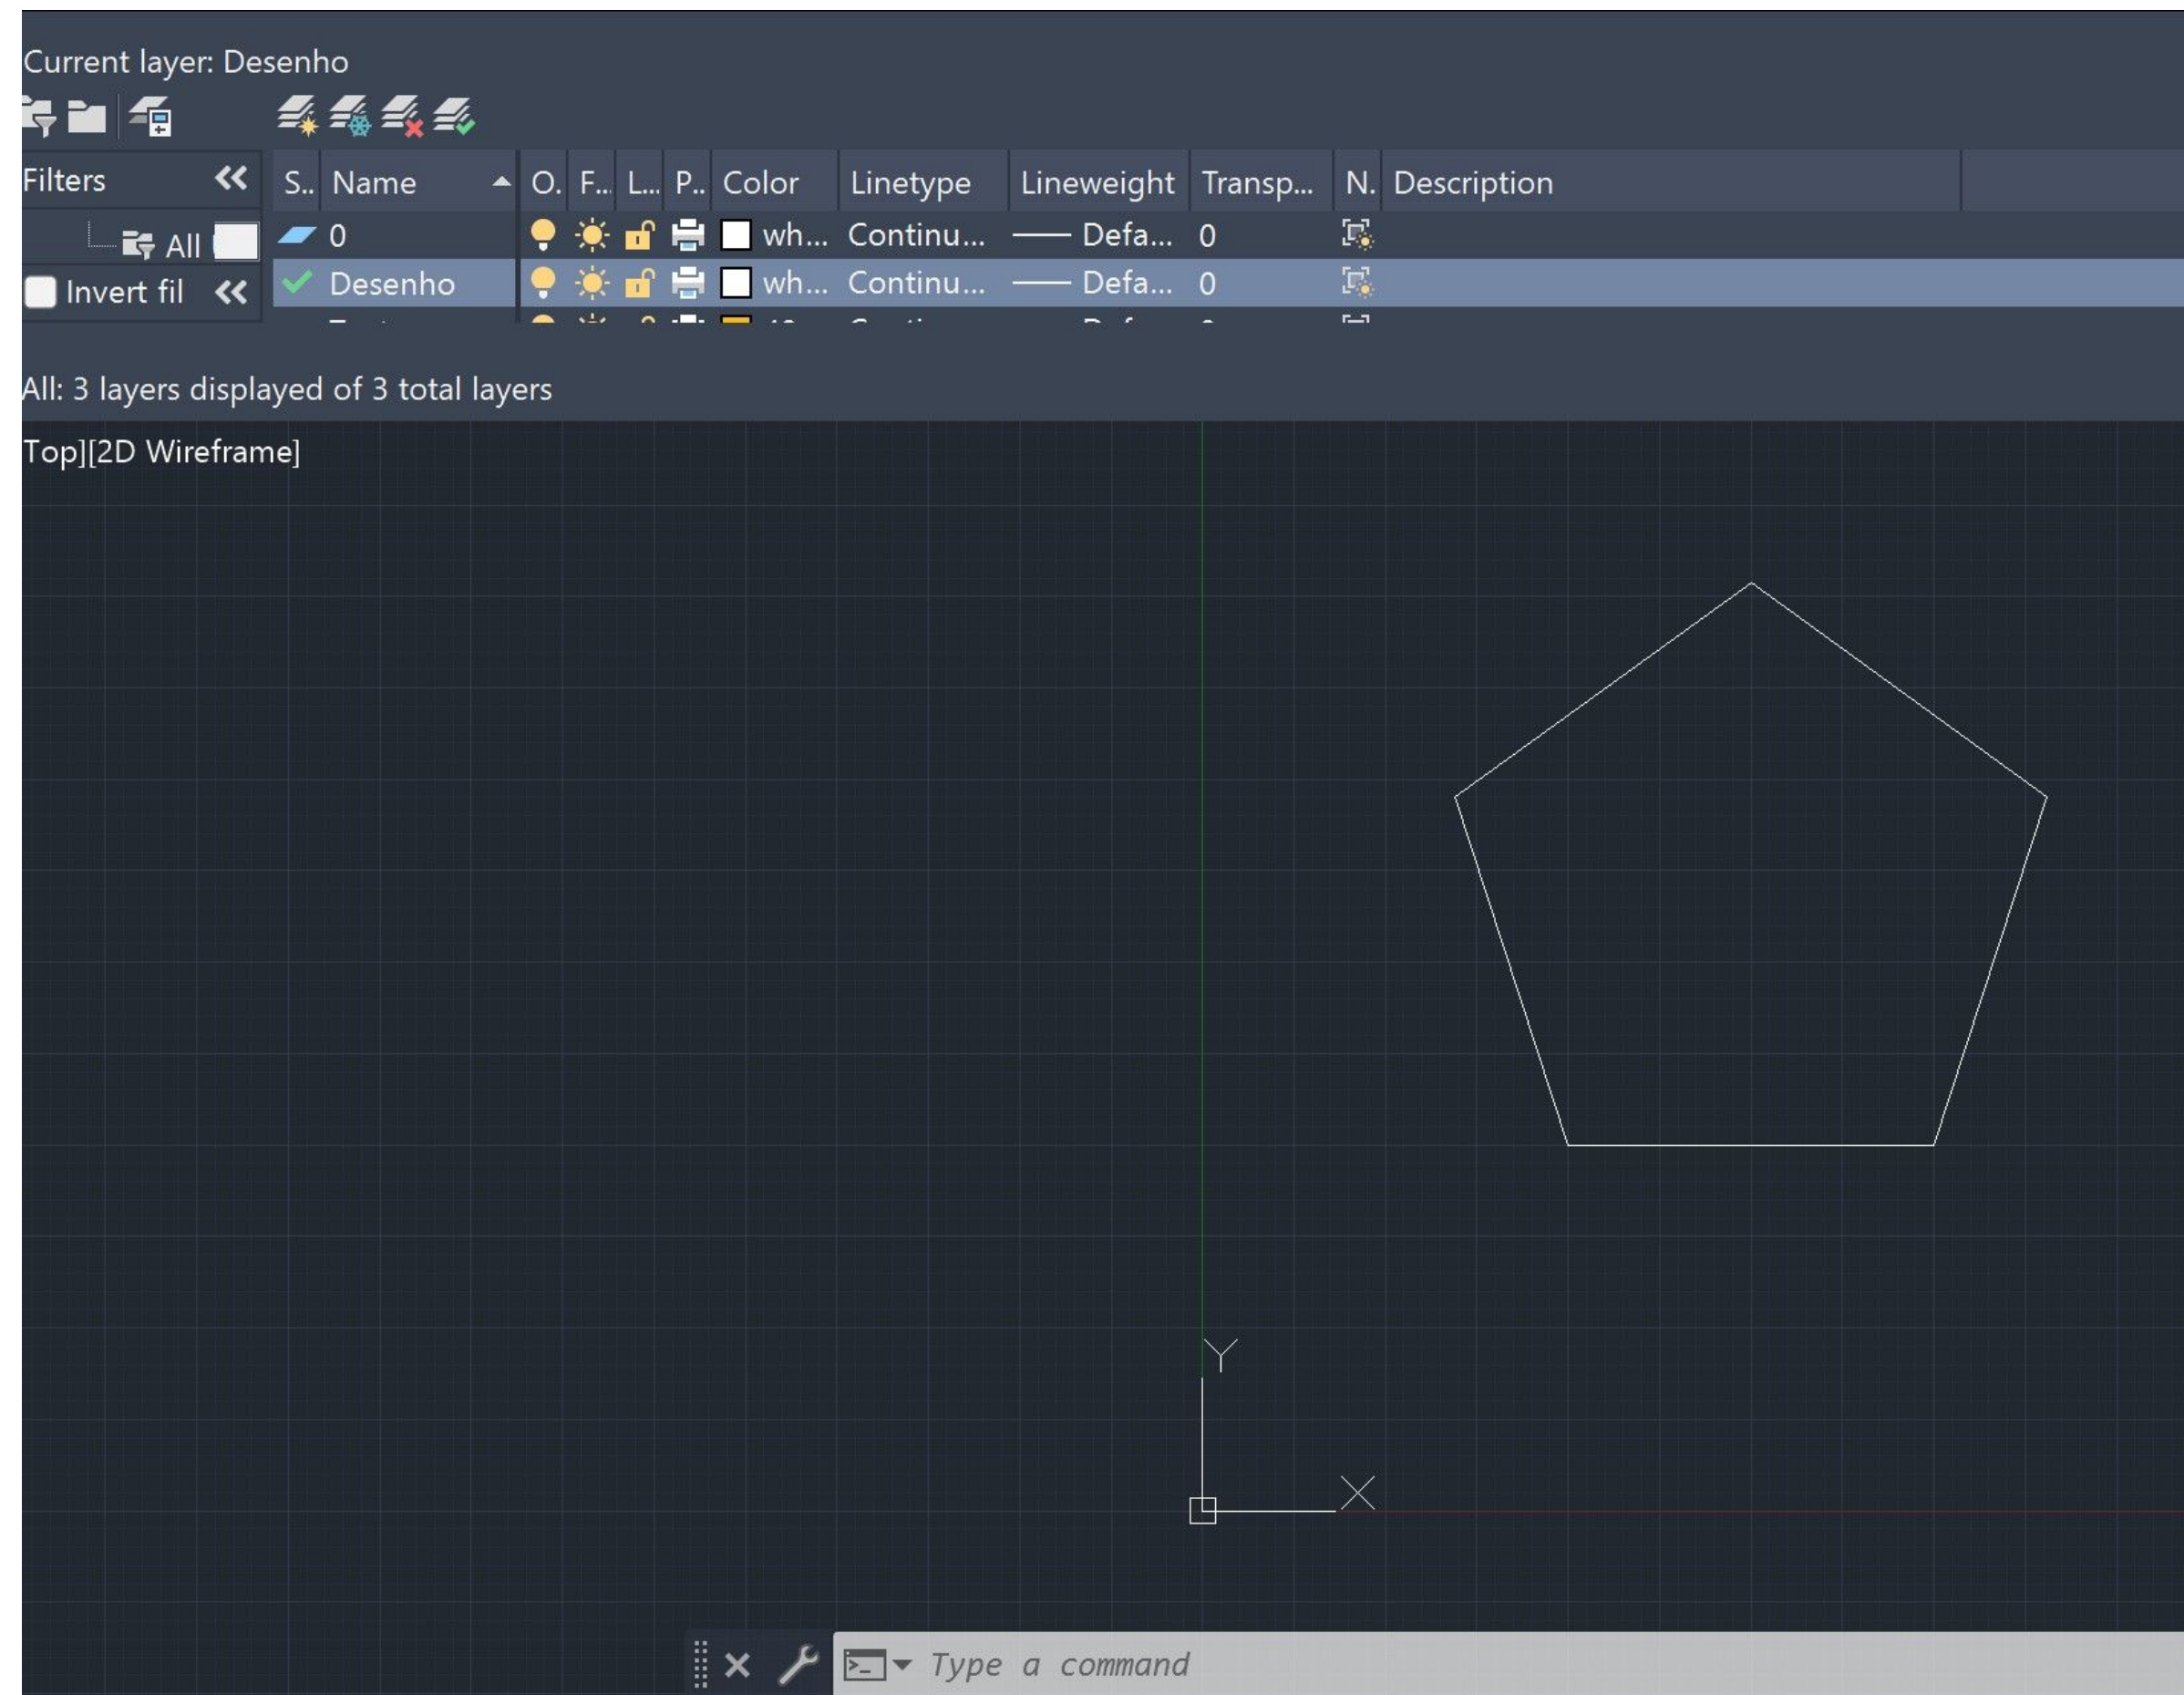 Current layer: Desenho
Filters
S.. Name O. F... L... P.. Color Linetype Lineweight Transp... N. Description
All
0 wh... Continu... Defa... 0
Invert fil
Desenho wh... Continu... Defa... 0
All: 3 layers displayed of 3 total layers
Top][2D Wireframe]
Y
X
Type a command